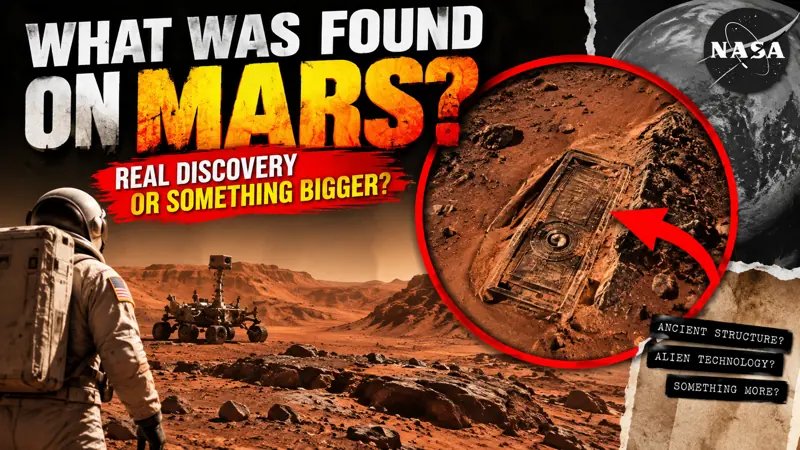 WHAT WAS FOUND
ON MARS?
REAL DISCOVERY
OR SOMETHING BIGGER?
NASA
ANCIENT STRUCTURE?
ALIEN TECHNOLOGY?
SOMETHING MORE?